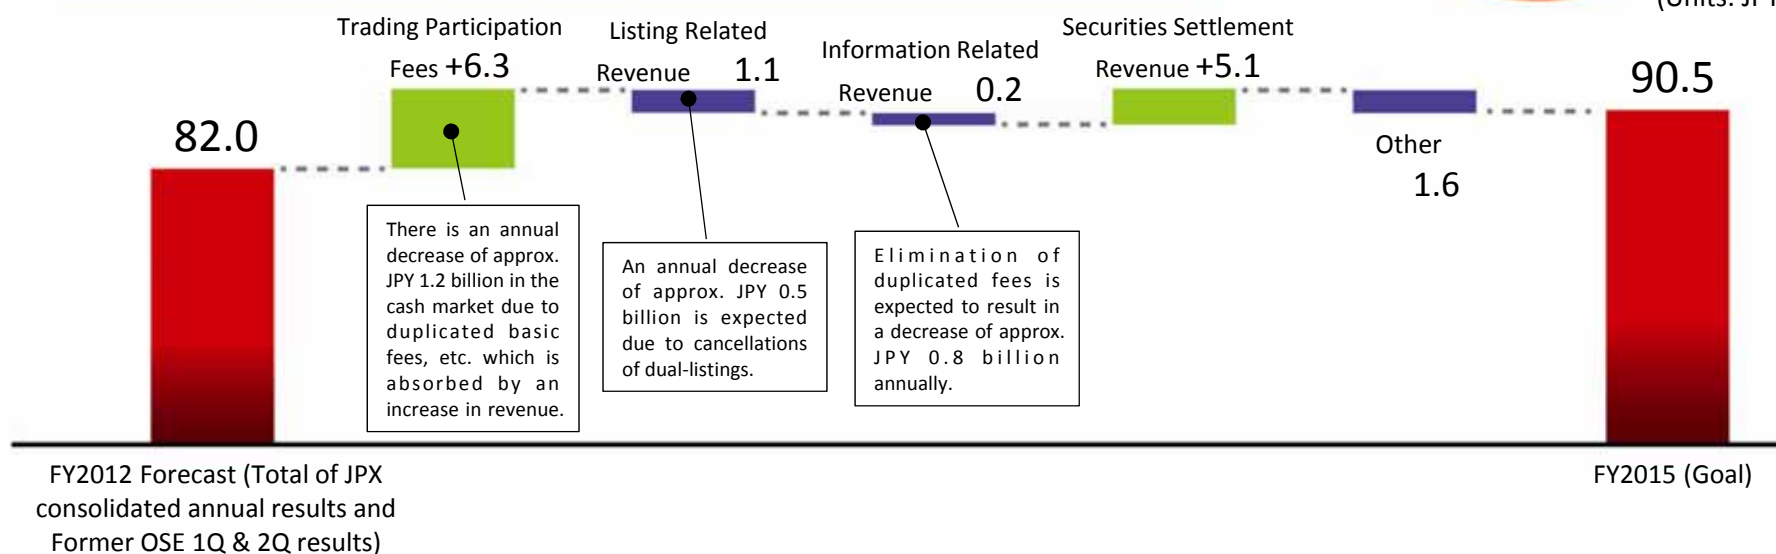 (Units: JPY
Trading Participation
Fees +6.3
Listing Related
Revenue 1.1
Information Related
Revenue 0.2
Securities Settlement
Revenue +5.1
90.5
82.0
Other
1.6
There is an annual
decrease of approx.
JPY 1.2 billion in the
cash market due to
duplicated basic
fees, etc. which is
absorbed by an
increase in revenue.
An annual decrease
of approx. JPY 0.5
billion is expected
due to cancellations
of dual-listings.
Elimination of
duplicated fees is
expected to result in
a decrease of approx.
JPY 0.8 billion
annually.
FY2012 Forecast (Total of JPX
consolidated annual results and
Former OSE 1Q & 2Q results)
FY2015 (Goal)